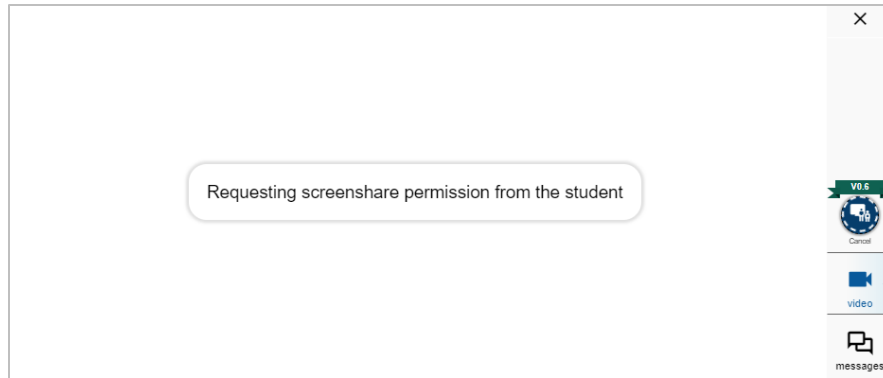 Requesting screenshare permission from the student
V0.6
Cancel
video
messages